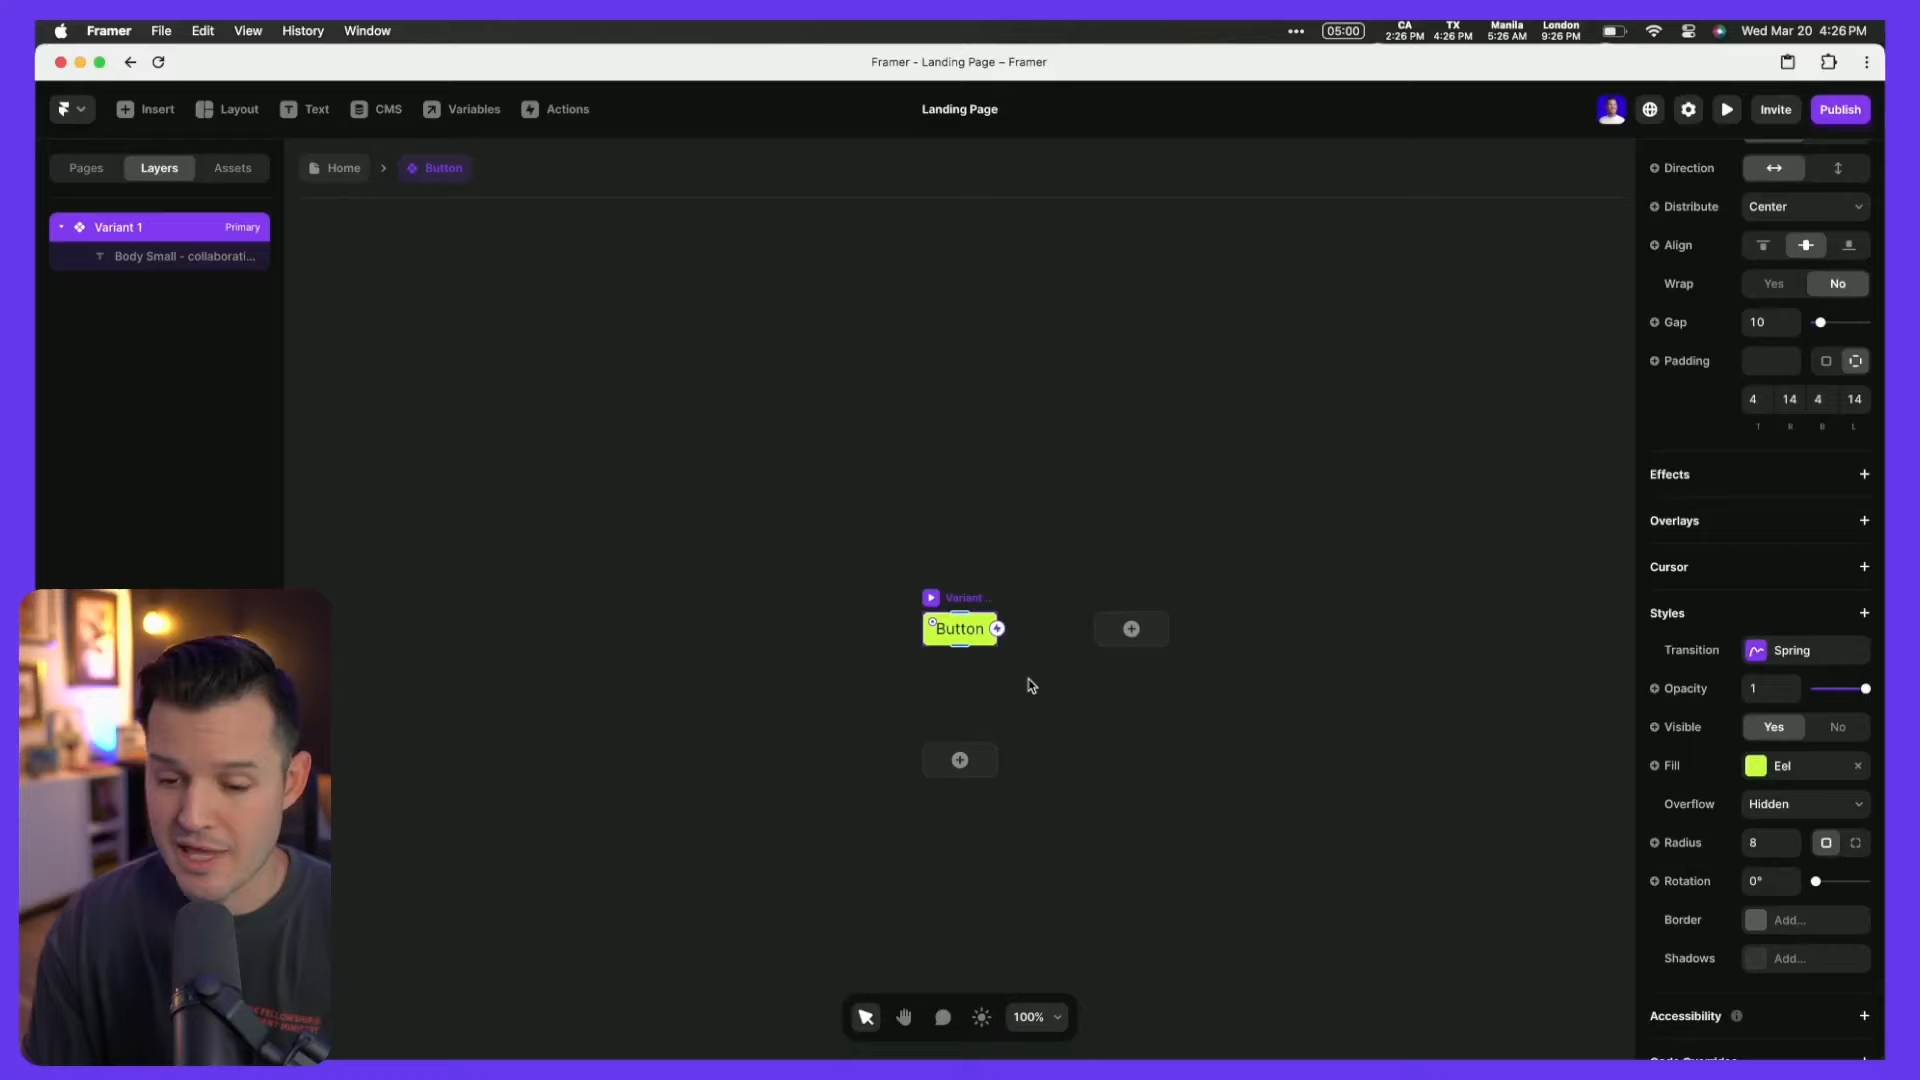 Framer File Edit View History Window
05:00
CA
2:26 PM
TX
4:26 PM
Manila
5:26 AM
London
9:26 PM
Wed Mar 20 4:26 PM
Framer - Landing Page – Framer
Insert Layout Text CMS Variables Actions
Landing Page
Invite Publish
Pages Layers Assets
Home Button
Variant 1 Primary
Body Small - collaborati...
Variant ...
Button
100%
Direction
Distribute Center
Align
Wrap Yes No
Gap 10
Padding
4 14 4 14
T R B L
Effects
Overlays
Cursor
Styles
Transition Spring
Opacity 1
Visible Yes No
Fill Eel
Overflow Hidden
Radius 8
Rotation 0°
Border Add...
Shadows Add...
Accessibility